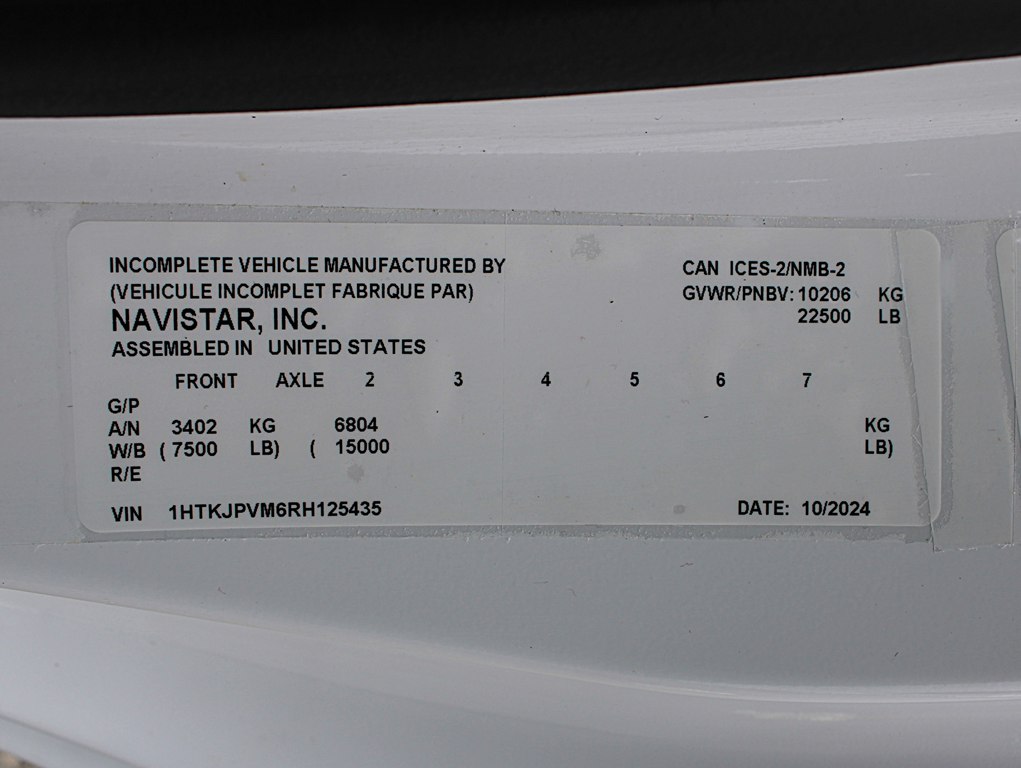 INCOMPLETE VEHICLE MANUFACTURED BY
(VEHICULE INCOMPLET FABRIQUE PAR)
NAVISTAR, INC.
ASSEMBLED IN UNITED STATES
CAN ICES-2/NMB-2
GVWR/PNBV: 10206 KG
22500 LB
FRONT AXLE 2 3 4 5 6 7
G/P
A/N 3402 KG 6804 KG
W/B ( 7500 LB) ( 15000 LB)
R/E
VIN 1HTKJPVM6RH125435 DATE: 10/2024